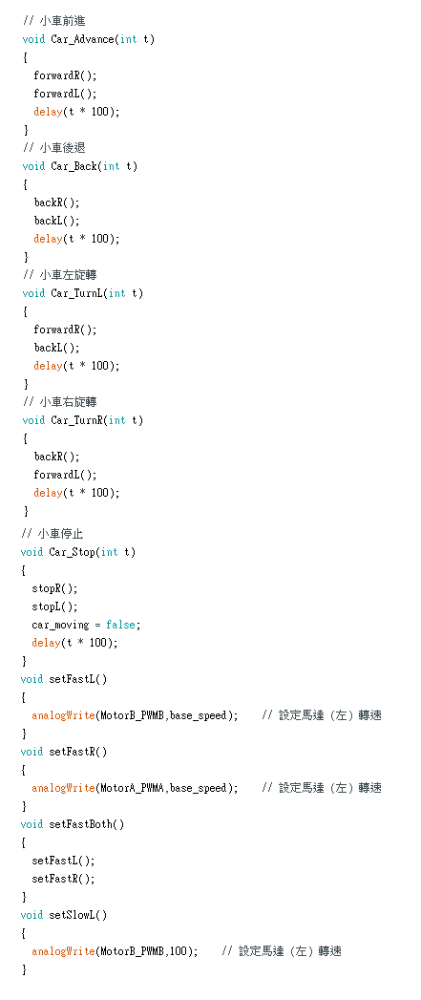 // 小車前進
void Car_Advance(int t)
{
  forwardR();
  forwardL();
  delay(t * 100);
}
// 小車後退
void Car_Back(int t)
{
  backR();
  backL();
  delay(t * 100);
}
// 小車左旋轉
void Car_TurnL(int t)
{
  forwardR();
  backL();
  delay(t * 100);
}
// 小車右旋轉
void Car_TurnR(int t)
{
  backR();
  forwardL();
  delay(t * 100);
}
// 小車停止
void Car_Stop(int t)
{
  stopR();
  stopL();
  car_moving = false;
  delay(t * 100);
}
void setFastL()
{
  analogWrite(MotorB_PWMB,base_speed);    // 設定馬達 (左) 轉速
}
void setFastR()
{
  analogWrite(MotorA_PWMA,base_speed);    // 設定馬達 (左) 轉速
}
void setFastBoth()
{
  setFastL();
  setFastR();
}
void setSlowL()
{
  analogWrite(MotorB_PWMB,100);    // 設定馬達 (左) 轉速
}